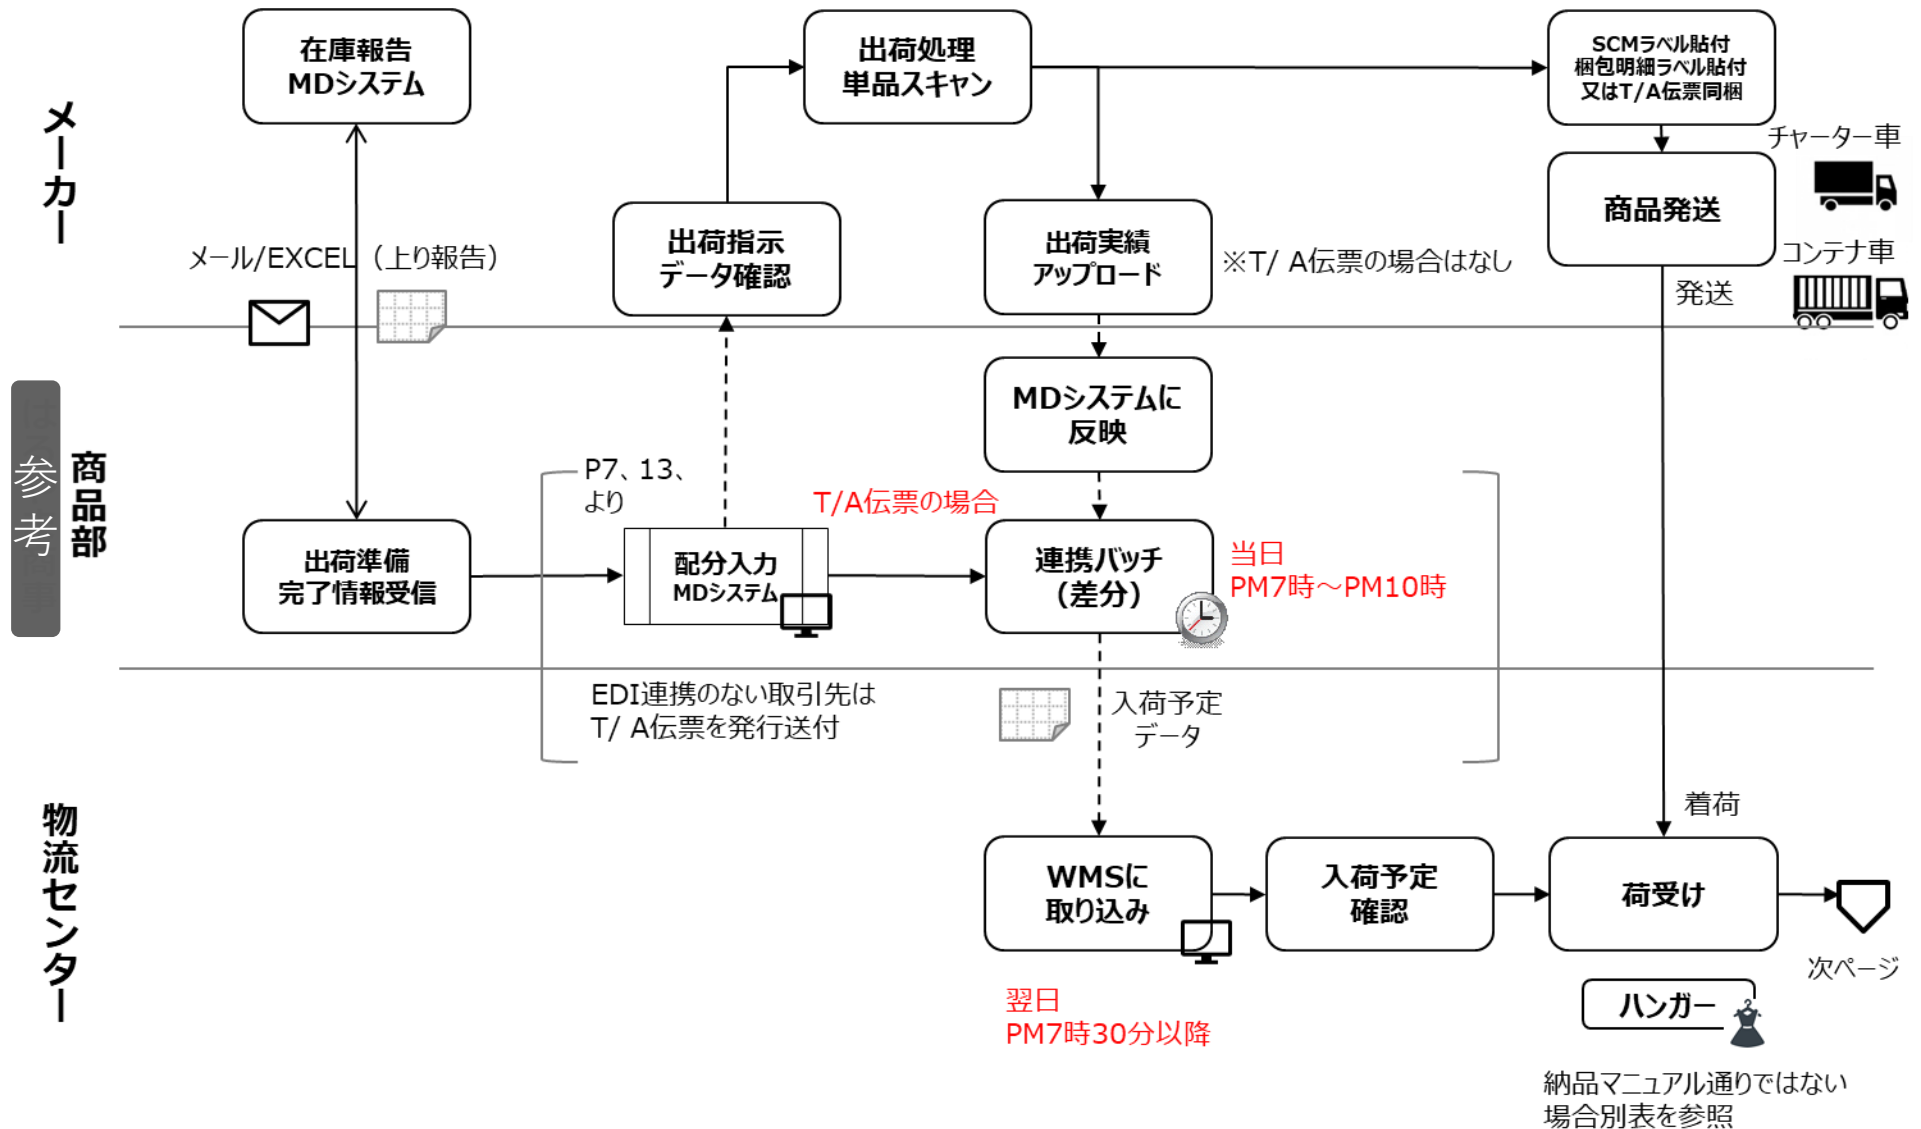 メーカー
在庫報告
MDシステム
出荷処理
単品スキャン
SCMラベル貼付
梱包明細ラベル貼付
又はT/A伝票同梱
チャーター車
商品発送
コンテナ車
発送
出荷指示
データ確認
出荷実績
アップロード
※T/ A伝票の場合はなし
メール/EXCEL（上り報告）
参考
商品部
MDシステムに
反映
P7、13、
より
T/A伝票の場合
出荷準備
完了情報受信
配分入力
MDシステム
連携バッチ
（差分）
当日
PM7時～PM10時
EDI連携のない取引先は
T/ A伝票を発行送付
入荷予定
データ
物流センター
着荷
WMSに
取り込み
入荷予定
確認
荷受け
次ページ
翌日
PM7時30分以降
ハンガー
納品マニュアル通りではない
場合別表を参照